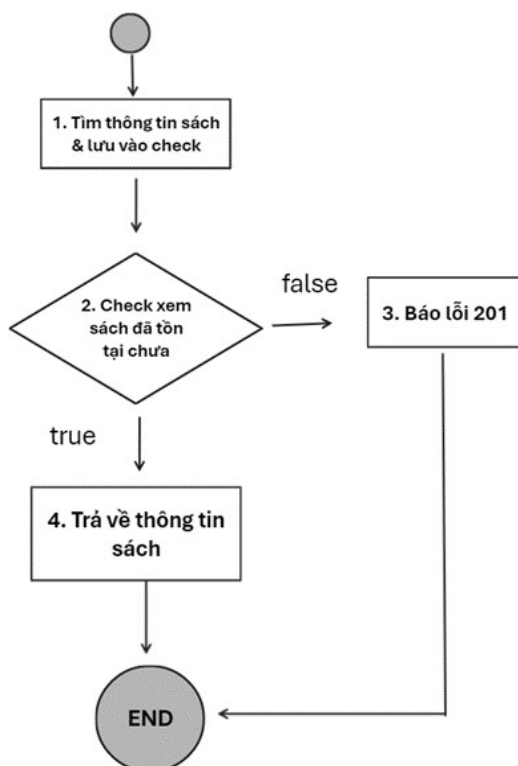 1. Tìm thông tin sách
& lưu vào check
2. Check xem
sách đã tồn
tại chưa
false
3. Báo lỗi 201
true
4. Trả về thông tin
sách
END